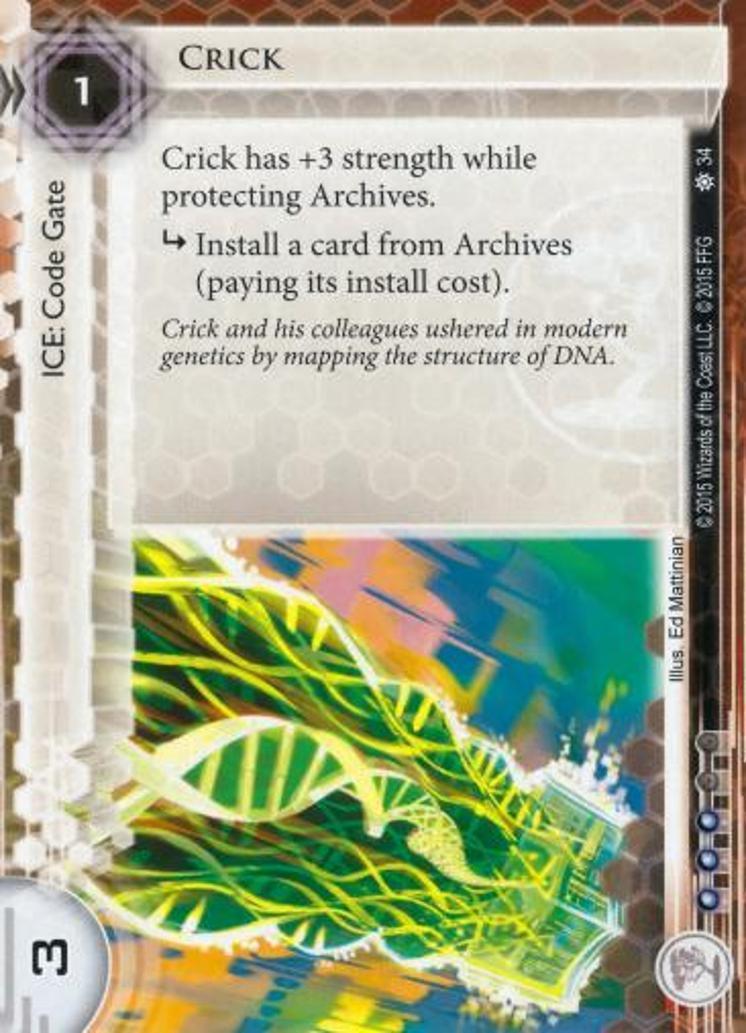 1
CRICK
ICE: Code Gate
Crick has +3 strength while
protecting Archives.
↳ Install a card from Archives
(paying its install cost).
Crick and his colleagues ushered in modern
genetics by mapping the structure of DNA.
34
© 2015 Wizards of the Coast LLC. © 2015 FFG
Illus. Ed Mattinian
3